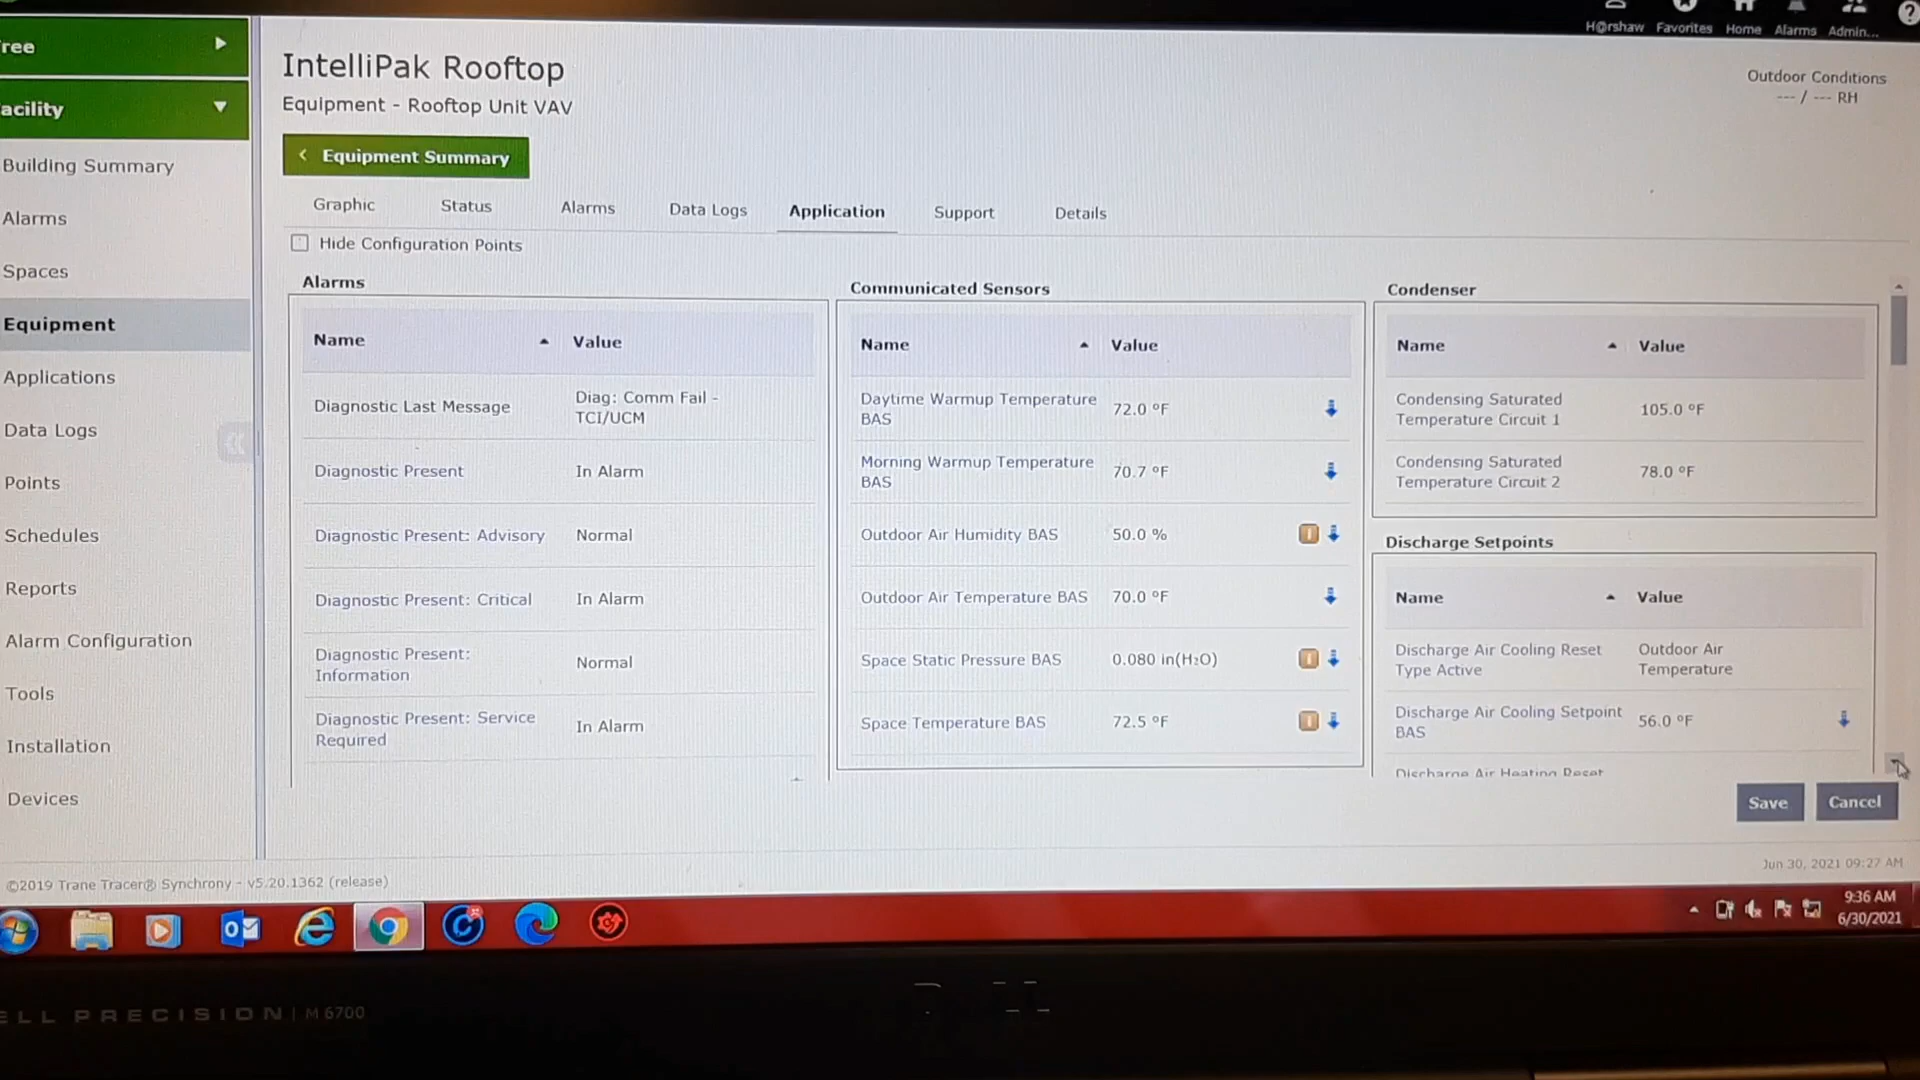 H@rshaw Favorites Home Alarms Admin...
ree
IntelliPak Rooftop
Outdoor Conditions
--- / --- RH
acility
Equipment - Rooftop Unit VAV
Equipment Summary
Building Summary
Alarms
Spaces
Equipment
Applications
Data Logs
Points
Schedules
Reports
Alarm Configuration
Tools
Installation
Devices
Graphic Status Alarms Data Logs Application Support Details
Hide Configuration Points
Alarms
Name Value
Diagnostic Last Message Diag: Comm Fail -
TCI/UCM
Diagnostic Present In Alarm
Diagnostic Present: Advisory Normal
Diagnostic Present: Critical In Alarm
Diagnostic Present:
Information Normal
Diagnostic Present: Service
Required In Alarm
Communicated Sensors
Name Value
Daytime Warmup Temperature
BAS 72.0 ºF
Morning Warmup Temperature
BAS 70.7 ºF
Outdoor Air Humidity BAS 50.0 %
Outdoor Air Temperature BAS 70.0 ºF
Space Static Pressure BAS 0.080 in(H₂O)
Space Temperature BAS 72.5 ºF
Condenser
Name Value
Condensing Saturated
Temperature Circuit 1 105.0 ºF
Condensing Saturated
Temperature Circuit 2 78.0 ºF
Discharge Setpoints
Name Value
Discharge Air Cooling Reset Outdoor Air
Type Active Temperature
Discharge Air Cooling Setpoint
BAS 56.0 ºF
Discharge Air Heating Reset
Save Cancel
Jun 30, 2021 09:27 AM
©2019 Trane Tracer® Synchrony - v5.20.1362 (release)
9:36 AM
6/30/2021
ELL PRECISION | M6700